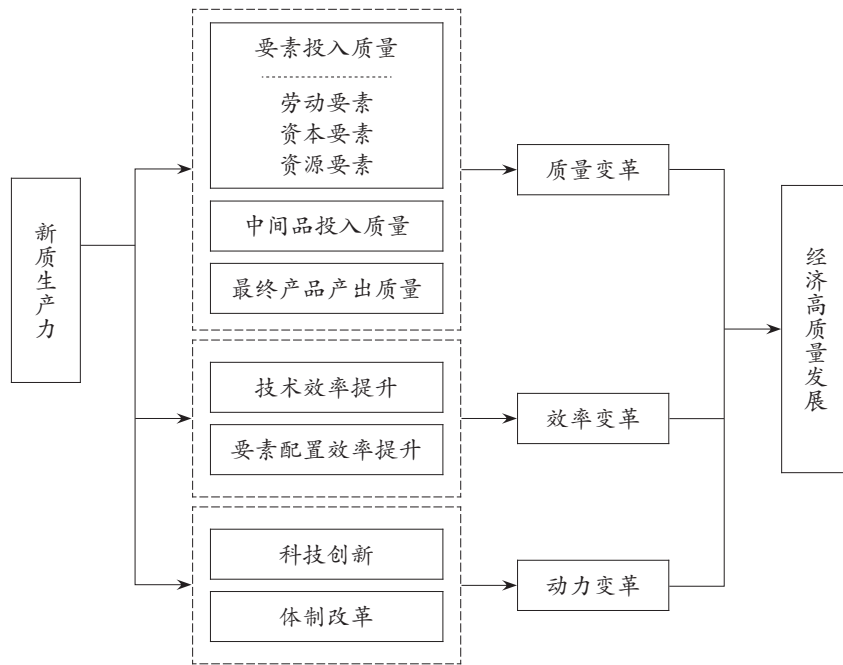 新质生产力
要素投入质量
劳动要素
资本要素
资源要素
中间品投入质量
最终产品产出质量
技术效率提升
要素配置效率提升
科技创新
体制改革
质量变革
效率变革
动力变革
经济高质量发展